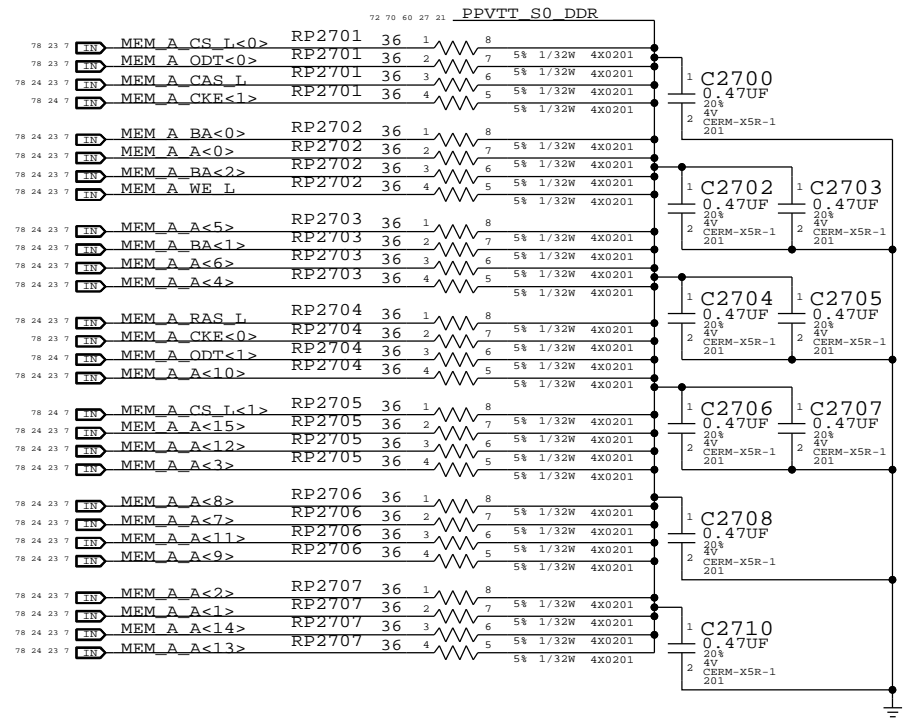 72 70 60 27 21 PPVTT_S0_DDR
78 23 7 IN MEM_A_CS_L<0> RP2701 36 1 8 5% 1/32W 4X0201
78 23 7 IN MEM_A_ODT<0> RP2701 36 2 7 5% 1/32W 4X0201
78 24 23 7 IN MEM_A_CAS_L RP2701 36 3 6 5% 1/32W 4X0201
78 24 7 IN MEM_A_CKE<1> RP2701 36 4 5 5% 1/32W 4X0201
1 C2700
0.47UF
20%
4V
2 CERM-X5R-1
201
78 24 23 7 IN MEM_A_BA<0> RP2702 36 1 8 5% 1/32W 4X0201
78 24 23 7 IN MEM_A_A<0> RP2702 36 2 7 5% 1/32W 4X0201
78 24 23 7 IN MEM_A_BA<2> RP2702 36 3 6 5% 1/32W 4X0201
78 24 23 7 IN MEM_A_WE_L RP2702 36 4 5 5% 1/32W 4X0201
1 C2702 1 C2703
0.47UF 0.47UF
20% 20%
4V 4V
2 CERM-X5R-1 2 CERM-X5R-1
201 201
78 24 23 7 IN MEM_A_A<5> RP2703 36 1 8 5% 1/32W 4X0201
78 24 23 7 IN MEM_A_BA<1> RP2703 36 2 7 5% 1/32W 4X0201
78 24 23 7 IN MEM_A_A<6> RP2703 36 3 6 5% 1/32W 4X0201
78 24 23 7 IN MEM_A_A<4> RP2703 36 4 5 5% 1/32W 4X0201
1 C2704 1 C2705
0.47UF 0.47UF
20% 20%
4V 4V
2 CERM-X5R-1 2 CERM-X5R-1
201 201
78 24 23 7 IN MEM_A_RAS_L RP2704 36 1 8 5% 1/32W 4X0201
78 23 7 IN MEM_A_CKE<0> RP2704 36 2 7 5% 1/32W 4X0201
78 24 7 IN MEM_A_ODT<1> RP2704 36 3 6 5% 1/32W 4X0201
78 24 23 7 IN MEM_A_A<10> RP2704 36 4 5 5% 1/32W 4X0201
1 C2706 1 C2707
0.47UF 0.47UF
20% 20%
4V 4V
2 CERM-X5R-1 2 CERM-X5R-1
201 201
78 24 7 IN MEM_A_CS_L<1> RP2705 36 1 8 5% 1/32W 4X0201
78 24 23 7 IN MEM_A_A<15> RP2705 36 2 7 5% 1/32W 4X0201
78 24 23 7 IN MEM_A_A<12> RP2705 36 3 6 5% 1/32W 4X0201
78 24 23 7 IN MEM_A_A<3> RP2705 36 4 5 5% 1/32W 4X0201
78 24 23 7 IN MEM_A_A<8> RP2706 36 1 8 5% 1/32W 4X0201
78 24 23 7 IN MEM_A_A<7> RP2706 36 2 7 5% 1/32W 4X0201
78 24 23 7 IN MEM_A_A<11> RP2706 36 3 6 5% 1/32W 4X0201
78 24 23 7 IN MEM_A_A<9> RP2706 36 4 5 5% 1/32W 4X0201
1 C2708
0.47UF
20%
4V
2 CERM-X5R-1
201
78 24 23 7 IN MEM_A_A<2> RP2707 36 1 8 5% 1/32W 4X0201
78 24 23 7 IN MEM_A_A<1> RP2707 36 2 7 5% 1/32W 4X0201
78 24 23 7 IN MEM_A_A<14> RP2707 36 3 6 5% 1/32W 4X0201
78 24 23 7 IN MEM_A_A<13> RP2707 36 4 5 5% 1/32W 4X0201
1 C2710
0.47UF
20%
4V
2 CERM-X5R-1
201